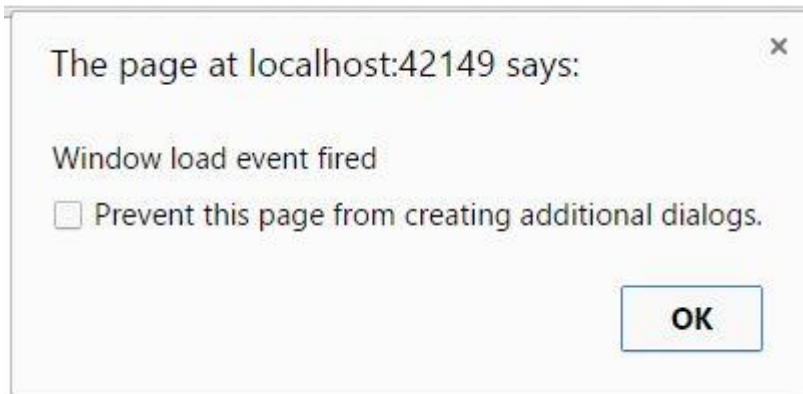 The page at localhost:42149 says:
Window load event fired
Prevent this page from creating additional dialogs.
OK